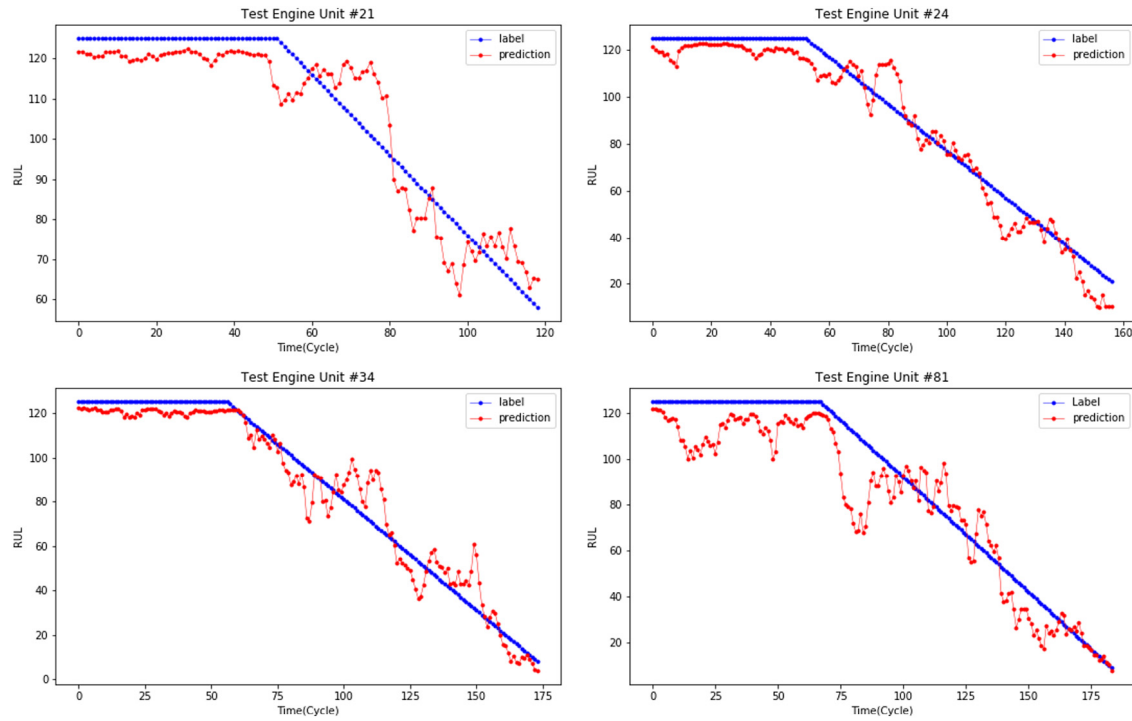 Test Engine Unit #21
label
prediction
RUL
120
110
100
90
80
70
60
0 20 40 60 80 100 120
Time(Cycle)
Test Engine Unit #24
label
prediction
RUL
120
100
80
60
40
20
0 20 40 60 80 100 120 140 160
Time(Cycle)
Test Engine Unit #34
label
prediction
RUL
120
100
80
60
40
20
0
0 25 50 75 100 125 150 175
Time(Cycle)
Test Engine Unit #81
Label
prediction
RUL
120
100
80
60
40
20
0 25 50 75 100 125 150 175
Time(Cycle)